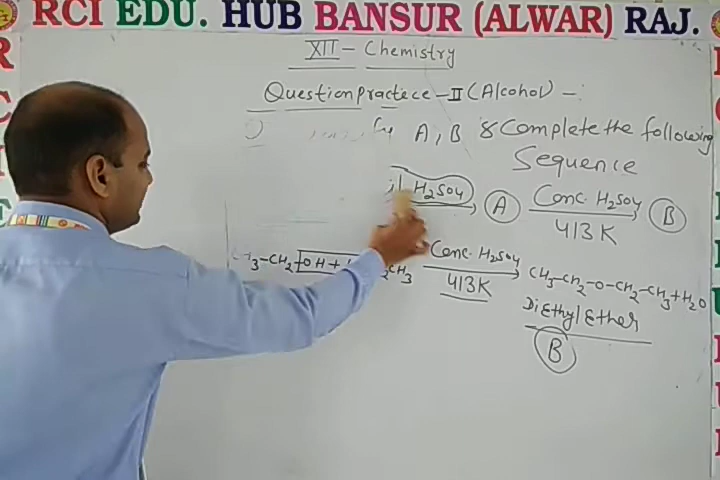 RCI EDU. HUB BANSUR (ALWAR) RAJ.
XII - Chemistry
Question practece - II (Alcohol) - :
A, B & Complete the following
Sequence
H2SO4 → A Conc. H2SO4 → B
413 K
3-CH2-OH + CH3 Conc. H2SO4 → CH3-CH2-O-CH2-CH3 + H2O
413K
DiEthyl Ether
B